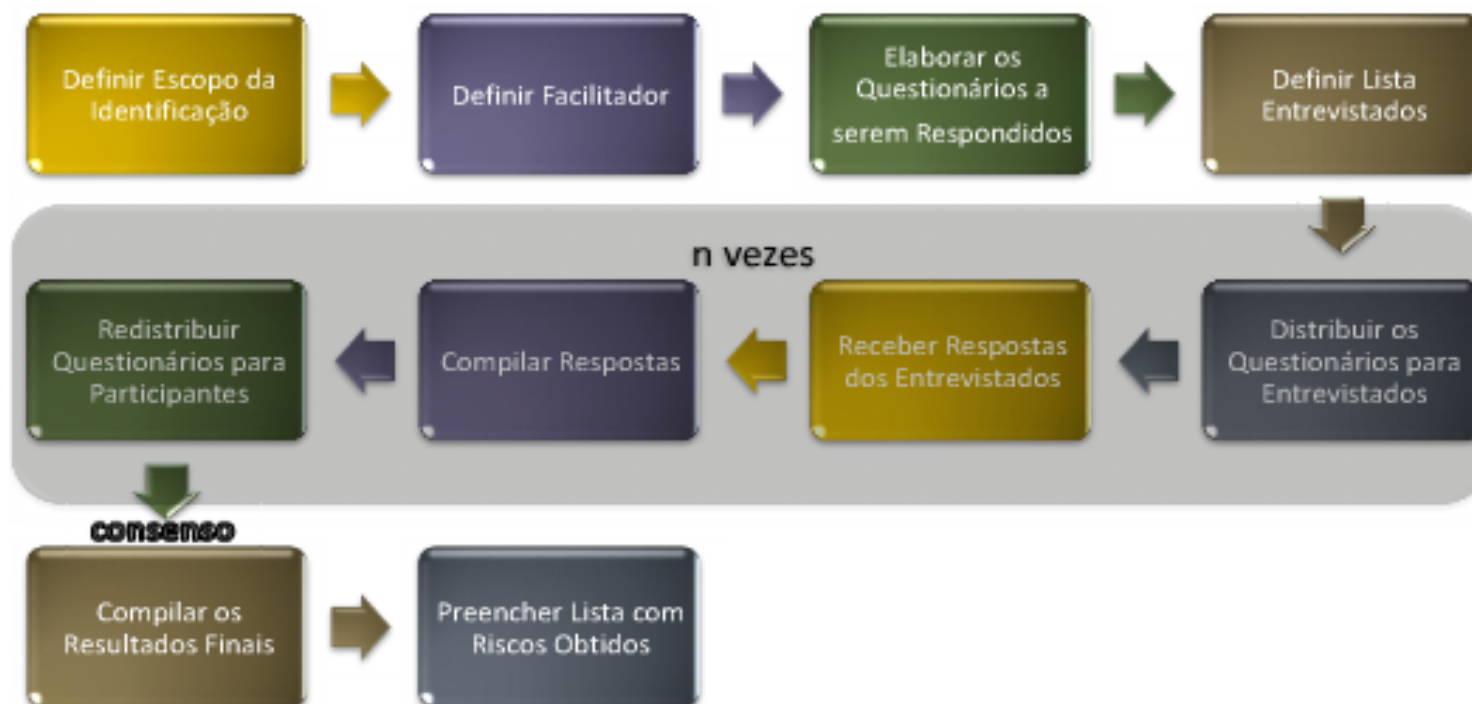 Definir Escopo da
Identificação
Definir Facilitador
Elaborar os
Questionários a
serem Respondidos
Definir Lista
Entrevistados
n vezes
Distribuir os
Questionários para
Entrevistados
Receber Respostas
dos Entrevistados
Compilar Respostas
Redistribuir
Questionários para
Participantes
consenso
Compilar os
Resultados Finais
Preencher Lista com
Riscos Obtidos